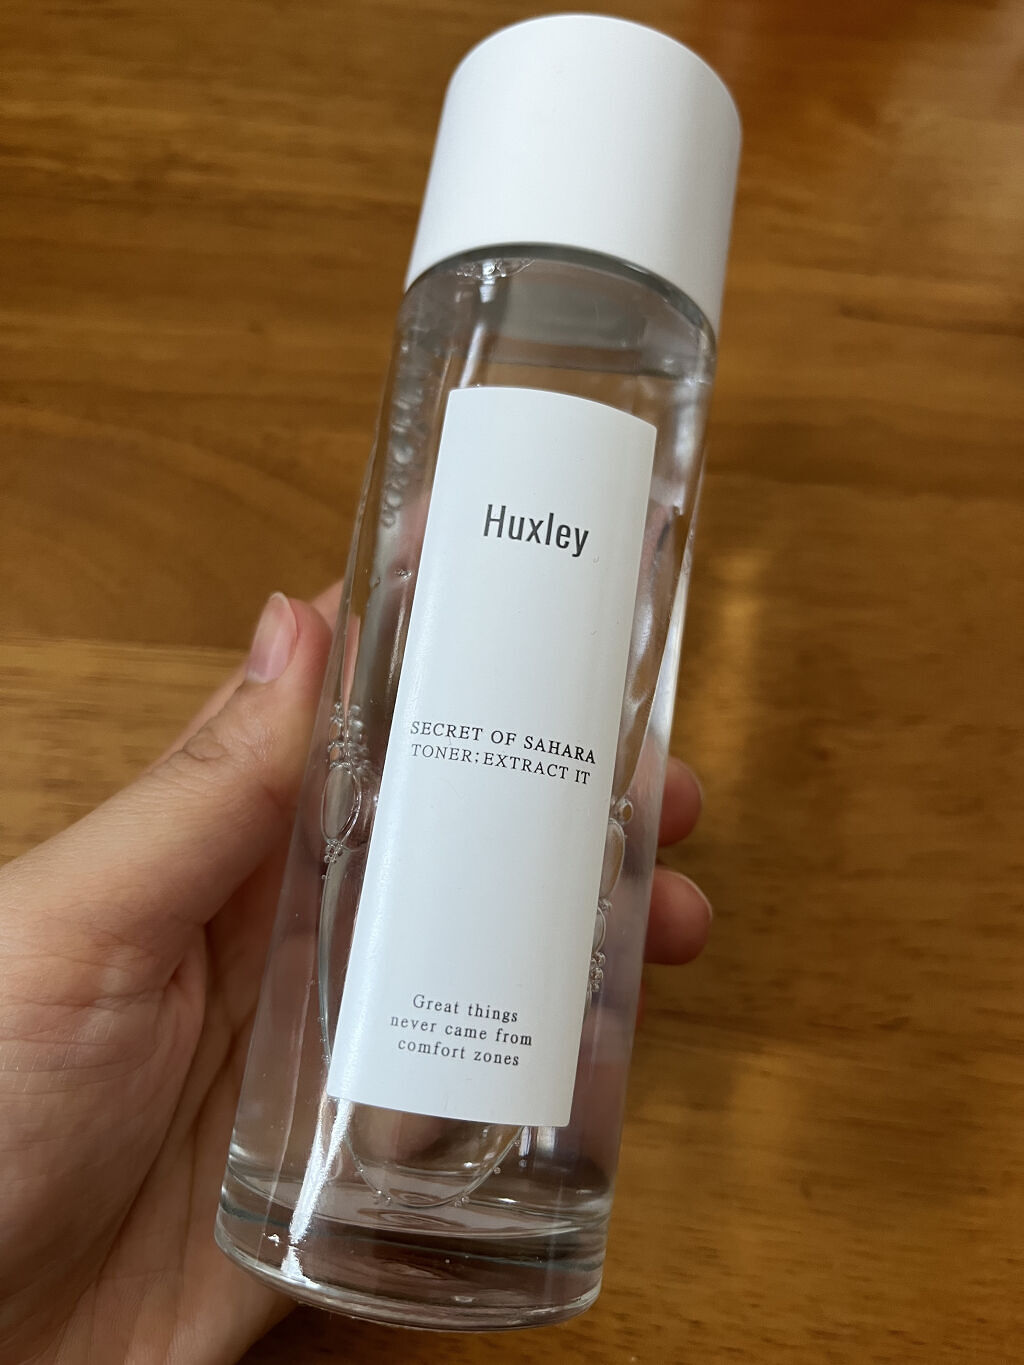 Huxley
SECRET OF SAHARA
TONER; EXTRACT IT
Great things
never came from
comfort zones